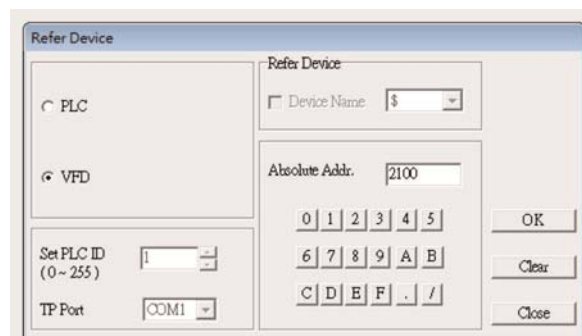 Refer Device
PLC
VFD
Set PLC ID
(0 ~ 255)
1
TP Port
COM1
Refer Device
Device Name
$
Absolute Addr.
2100
0 1 2 3 4 5
6 7 8 9 A B
C D E F . /
OK
Clear
Close